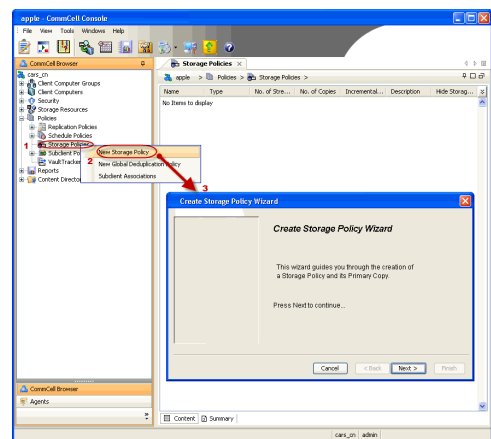 apple - CommCell Console
File View Tools Windows Help
CommCell Browser
Storage Policies
cars_cn
Client Computer Groups
Client Computers
Security
Storage Resources
Policies
Replication Policies
Schedule Policies
1 Storage Policies
Subclient Po
VaultTracker
Reports
Content Director
apple > Policies > Storage Policies >
Name Type No. of Stre... No. of Copies Incremental... Description Hide Storag...
No Items to display
New Storage Policy
2 New Global Deduplication Policy
Subclient Associations
3
Create Storage Policy Wizard
Create Storage Policy Wizard
This wizard guides you through the creation of
a Storage Policy and its Primary Copy.
Press Next to continue...
Cancel < Back Next > Finish
CommCell Browser
Agents
Content Summary
cars_cn admin